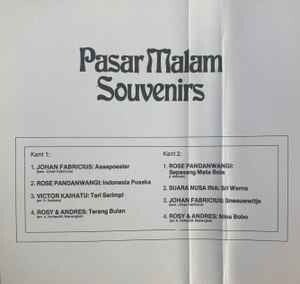 Pasar Malam
Souvenirs
Kant 1:
1. JOHAN FABRICIUS: Assepoester
2. ROSE PANDANWANGI: Indonesia Pusaka
3. VICTOR KAIHATU: Tari Serimpi
4. ROSY & ANDRES: Terang Bulan
Kant 2:
1. ROSE PANDANWANGI:
Sepasang Mata Bola
2. SUARA NUSA INA: Sri Warna
3. JOHAN FABRICIUS: Sneeuwwitje
4. ROSY & ANDRES: Nina Bobo